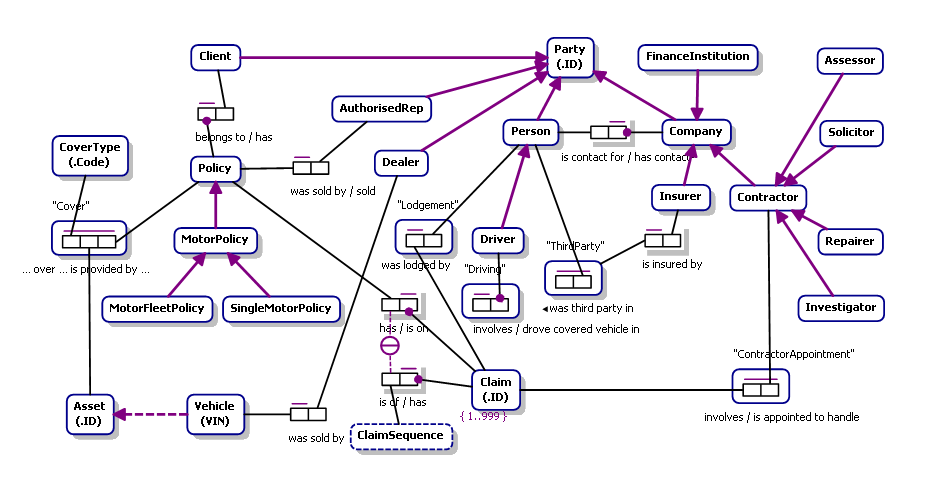 Client
Party
(.ID)
FinanceInstitution
Assessor
AuthorisedRep
belongs to / has
Person
Company
Solicitor
CoverType
(.Code)
is contact for / has contact
Policy
Dealer
was sold by / sold
Insurer
Contractor
"Cover"
"Lodgement"
MotorPolicy
Driver
"ThirdParty"
Repairer
... over ... is provided by ...
was lodged by
"Driving"
is insured by
MotorFleetPolicy
SingleMotorPolicy
◂was third party in
Investigator
has / is on
involves / drove covered vehicle in
"ContractorAppointment"
Claim
(.ID)
is of / has
Asset
(.ID)
Vehicle
(VIN)
{ 1..999 }
involves / is appointed to handle
was sold by
ClaimSequence